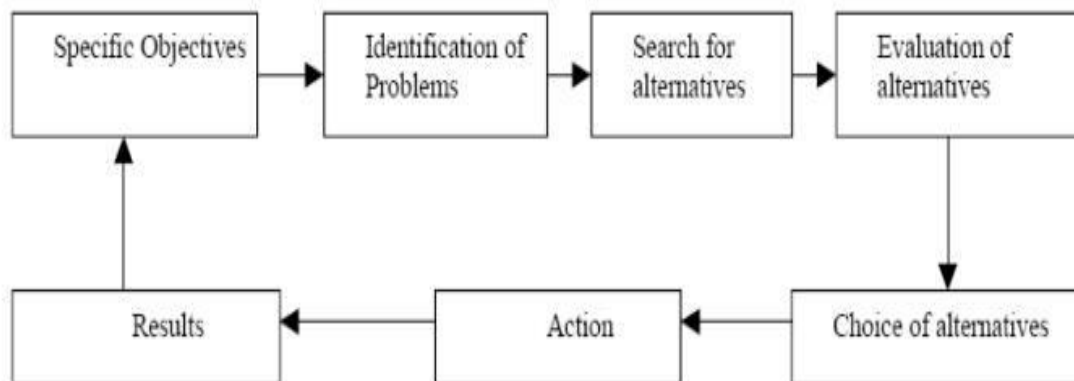 Specific Objectives
Identification of
Problems
Search for
alternatives
Evaluation of
alternatives
Choice of alternatives
Action
Results